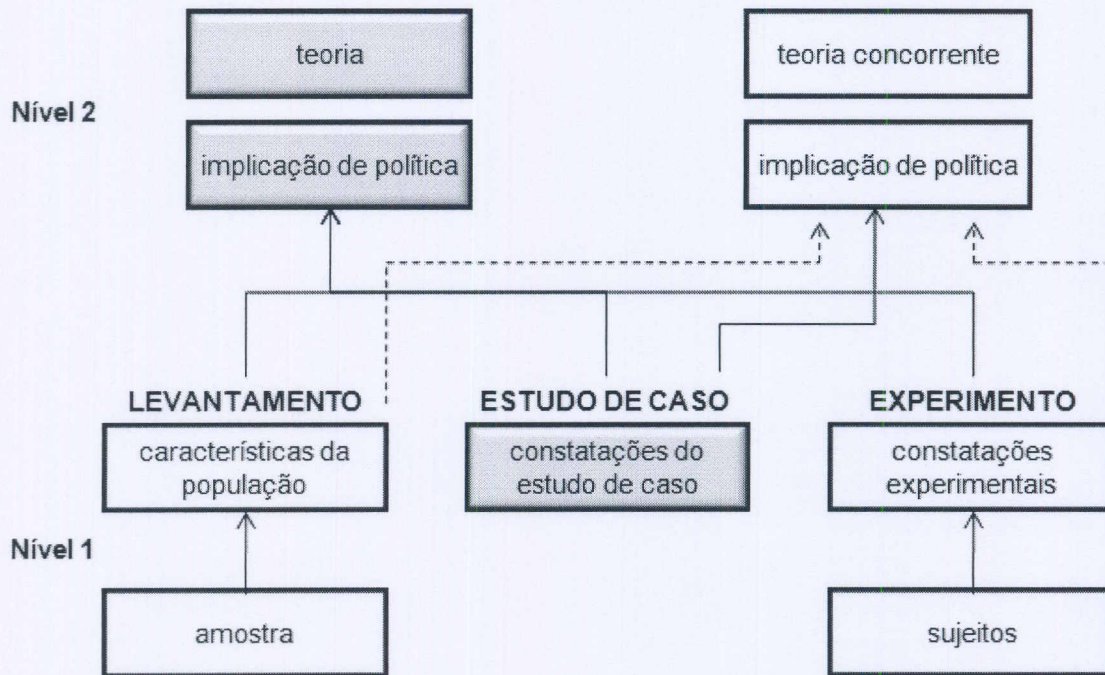 teoria
teoria concorrente
Nível 2
implicação de política
implicação de política
LEVANTAMENTO
ESTUDO DE CASO
EXPERIMENTO
características da
população
constatações do
estudo de caso
constatações
experimentais
Nível 1
amostra
sujeitos